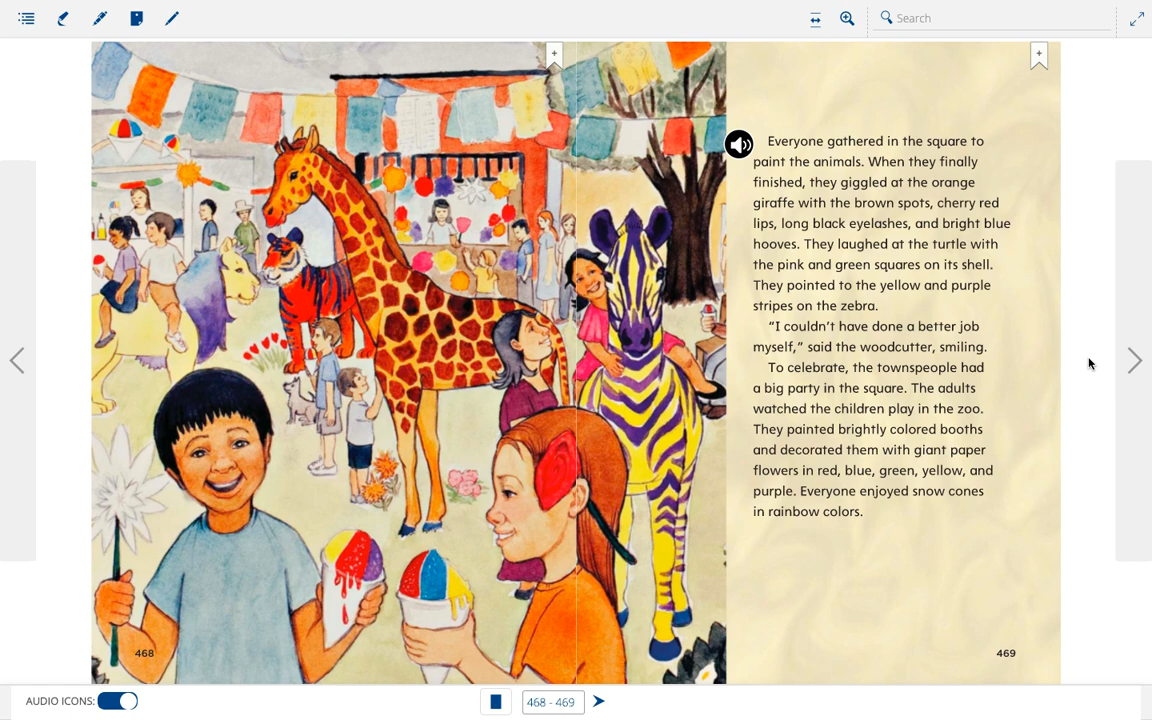 Search
Everyone gathered in the square to
paint the animals. When they finally
finished, they giggled at the orange
giraffe with the brown spots, cherry red
lips, long black eyelashes, and bright blue
hooves. They laughed at the turtle with
the pink and green squares on its shell.
They pointed to the yellow and purple
stripes on the zebra.
“I couldn’t have done a better job
myself,” said the woodcutter, smiling.
To celebrate, the townspeople had
a big party in the square. The adults
watched the children play in the zoo.
They painted brightly colored booths
and decorated them with giant paper
flowers in red, blue, green, yellow, and
purple. Everyone enjoyed snow cones
in rainbow colors.
468
469
AUDIO ICONS:
468 - 469